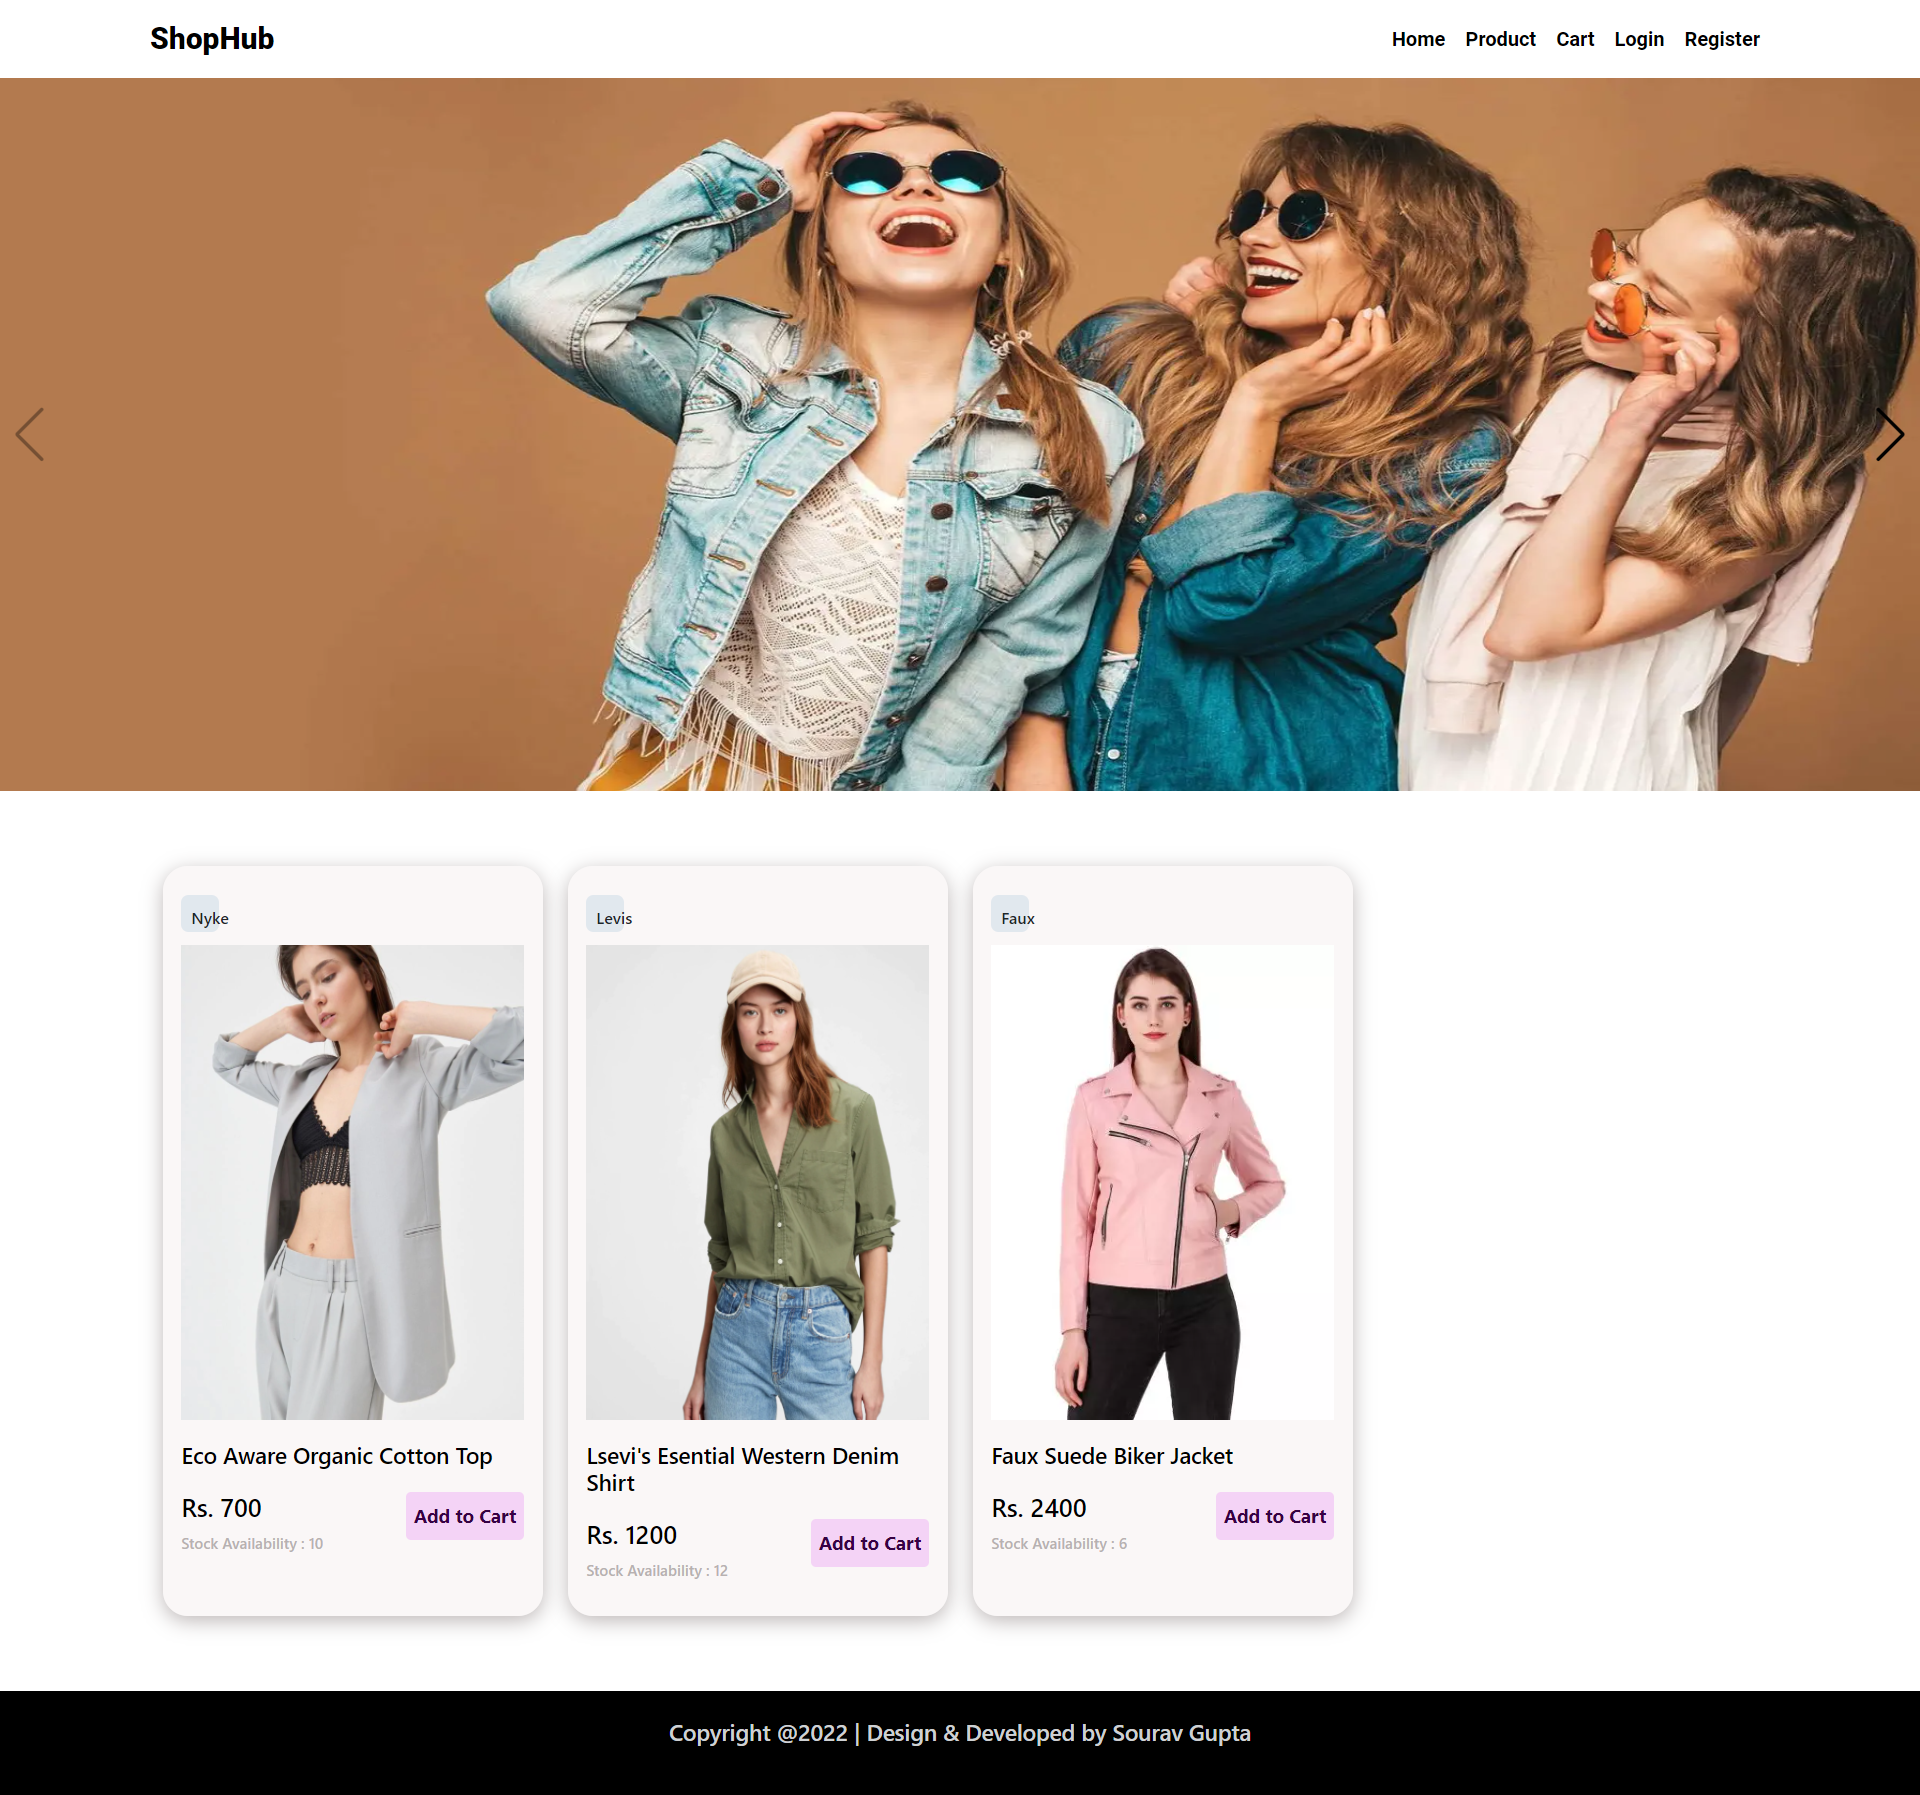 ShopHub
Home Product Cart Login Register
Nyke
Eco Aware Organic Cotton Top
Rs. 700
Add to Cart
Stock Availability : 10
Levis
Lsevi's Esential Western Denim
Shirt
Rs. 1200
Add to Cart
Stock Availability : 12
Faux
Faux Suede Biker Jacket
Rs. 2400
Add to Cart
Stock Availability : 6
Copyright @2022 | Design & Developed by Sourav Gupta